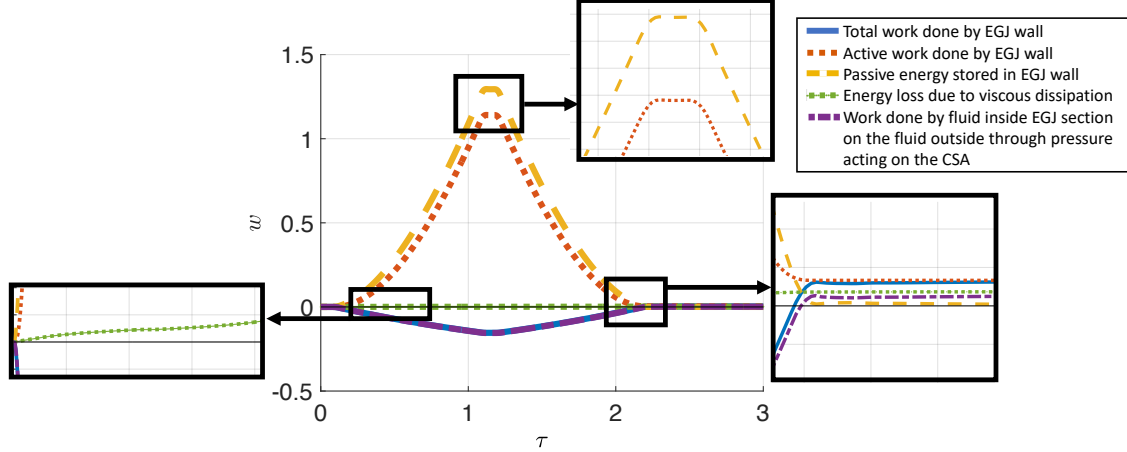 Total work done by EGJ wall
Active work done by EGJ wall
Passive energy stored in EGJ wall
Energy loss due to viscous dissipation
Work done by fluid inside EGJ section
on the fluid outside through pressure
acting on the CSA
1.5
1
0.5
0
-0.5
w
0
1
2
3
τ